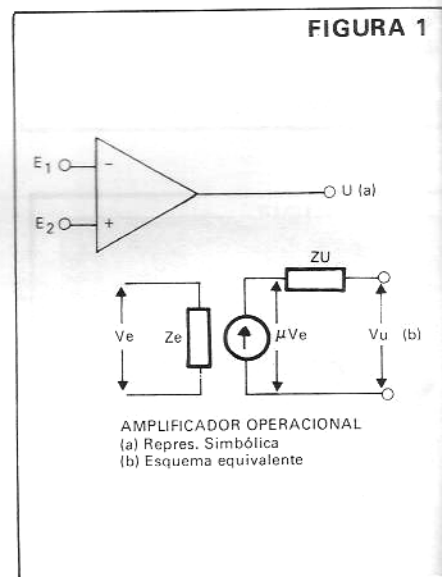 FIGURA 1
E1
-
U (a)
E2
+
ZU
Ve
Ze
μVe
Vu (b)
AMPLIFICADOR OPERACIONAL
(a) Repres. Simbólica
(b) Esquema equivalente